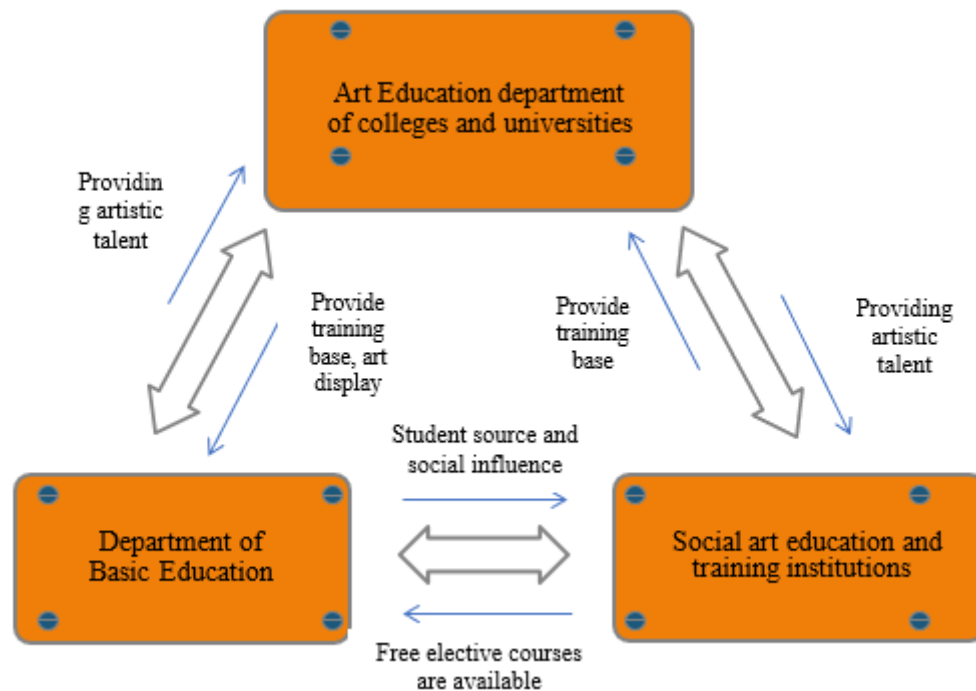 Art Education department
of colleges and universities
Providin
g artistic
talent
Provide
training
base, art
display
Provide
training
base
Providing
artistic
talent
Student source and
social influence
Department of
Basic Education
Social art education and
training institutions
Free elective courses
are available